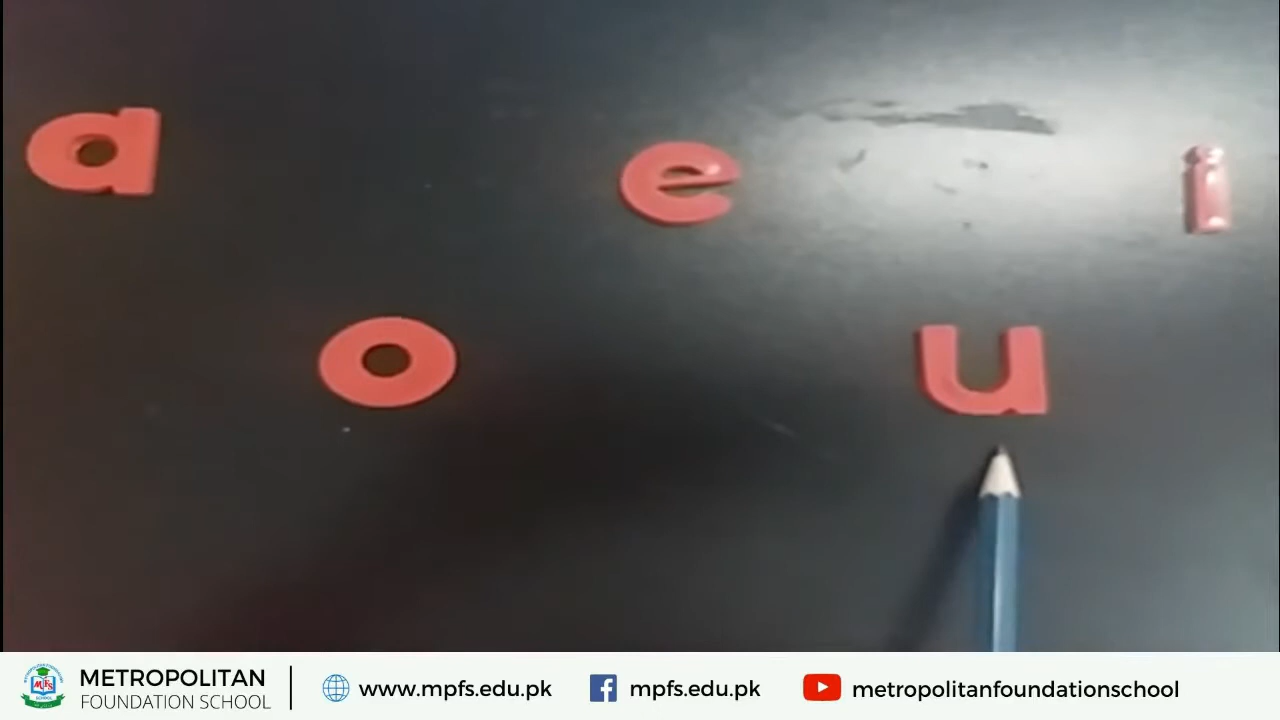 a e i
o u
METROPOLITAN
FOUNDATION SCHOOL
www.mpfs.edu.pk
mpfs.edu.pk
metropolitanfoundationschool